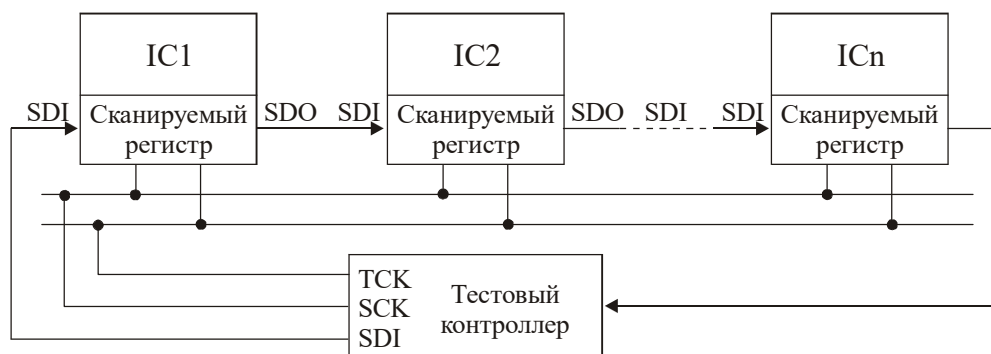 IC1
IC2
ICn
SDI
Сканируемый
регистр
SDO
SDI
Сканируемый
регистр
SDO
SDI
SDI
Сканируемый
регистр
TCK
SCK
SDI
Тестовый
контроллер